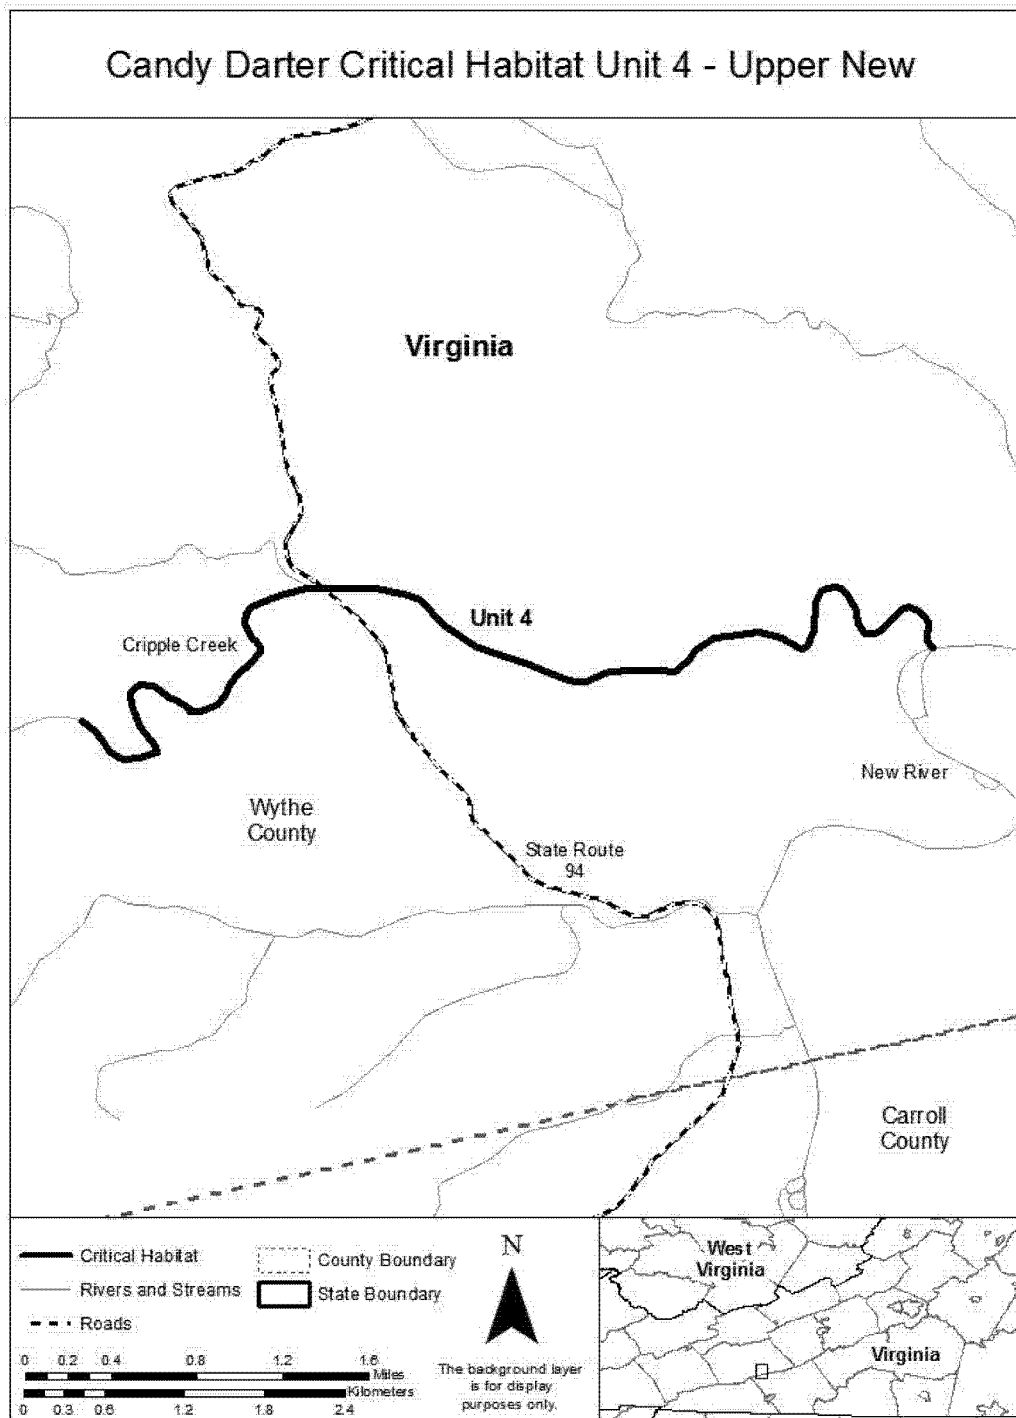 Candy Darter Critical Habitat Unit 4 - Upper New
Virginia
Unit 4
Cripple Creek
New River
Wythe
County
State Route
94
Carroll
County
Critical Habitat
Rivers and Streams
Roads
County Boundary
State Boundary
0 0.2 0.4 0.8 1.2 1.6
Miles
Kilometers
0 0.3 0.6 1.2 1.8 2.4
N
The background layer
is for display
purposes only.
West
Virginia
Virginia